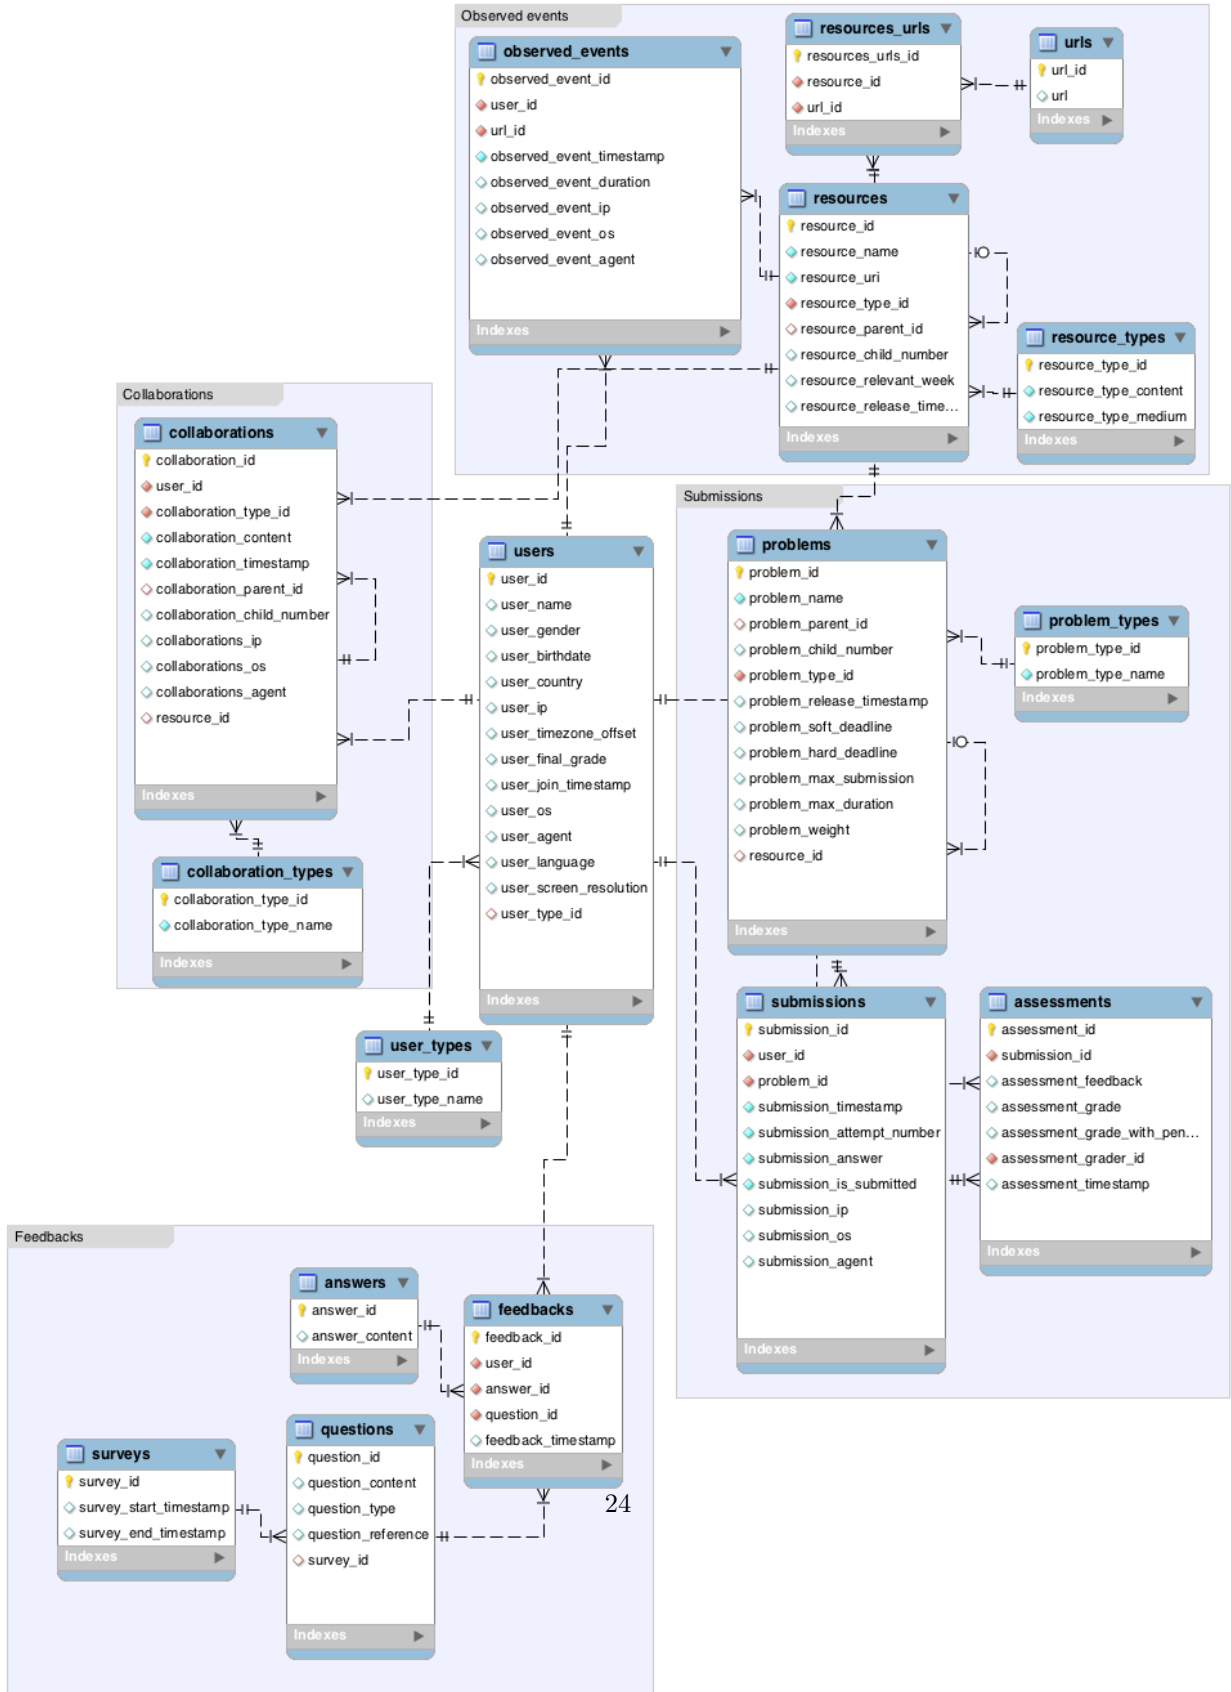 Observed events
observed_events
observed_event_id
user_id
url_id
observed_event_timestamp
observed_event_duration
observed_event_ip
observed_event_os
observed_event_agent
Indexes
resources_urls
resources_urls_id
resource_id
url_id
Indexes
urls
url_id
url
Indexes
resources
resource_id
resource_name
resource_uri
resource_type_id
resource_parent_id
resource_child_number
resource_relevant_week
resource_release_time...
Indexes
resource_types
resource_type_id
resource_type_content
resource_type_medium
Indexes
Collaborations
collaborations
collaboration_id
user_id
collaboration_type_id
collaboration_content
collaboration_timestamp
collaboration_parent_id
collaboration_child_number
collaborations_ip
collaborations_os
collaborations_agent
resource_id
Indexes
collaboration_types
collaboration_type_id
collaboration_type_name
Indexes
users
user_id
user_name
user_gender
user_birthdate
user_country
user_ip
user_timezone_offset
user_final_grade
user_join_timestamp
user_os
user_agent
user_language
user_screen_resolution
user_type_id
Indexes
user_types
user_type_id
user_type_name
Indexes
Submissions
problems
problem_id
problem_name
problem_parent_id
problem_child_number
problem_type_id
problem_release_timestamp
problem_soft_deadline
problem_hard_deadline
problem_max_submission
problem_max_duration
problem_weight
resource_id
Indexes
problem_types
problem_type_id
problem_type_name
Indexes
submissions
submission_id
user_id
problem_id
submission_timestamp
submission_attempt_number
submission_answer
submission_is_submitted
submission_ip
submission_os
submission_agent
Indexes
assessments
assessment_id
submission_id
assessment_feedback
assessment_grade
assessment_grade_with_pen...
assessment_grader_id
assessment_timestamp
Indexes
Feedbacks
answers
answer_id
answer_content
Indexes
feedbacks
feedback_id
user_id
answer_id
question_id
feedback_timestamp
Indexes
surveys
survey_id
survey_start_timestamp
survey_end_timestamp
Indexes
questions
question_id
question_content
question_type
question_reference
survey_id
Indexes
24